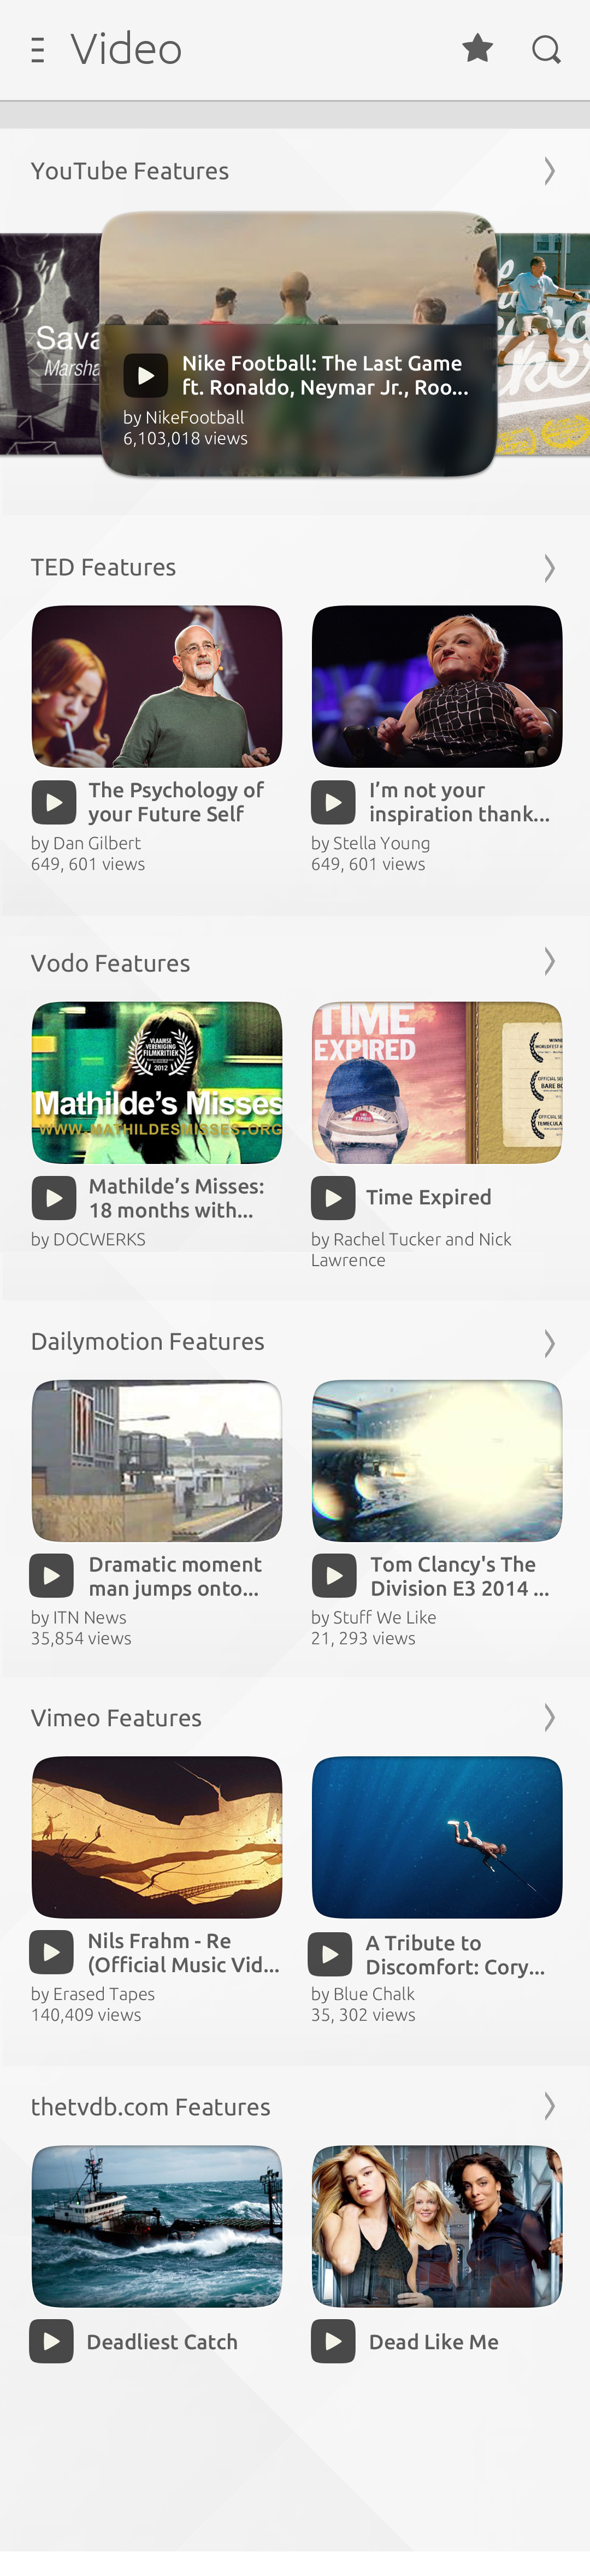 Video
YouTube Features
Sava
Marsha
Nike Football: The Last Game
ft. Ronaldo, Neymar Jr., Roo...
by NikeFootball
6,103,018 views
TED Features
The Psychology of
your Future Self
by Dan Gilbert
649, 601 views
I’m not your
inspiration thank...
by Stella Young
649, 601 views
Vodo Features
VLAAMSE
VERENIGING
FILMKRITIEK
2012
Mathilde’s Misses
WWW.MATHILDESMISSES.ORG
TIME
EXPIRED
Mathilde’s Misses:
18 months with...
by DOCWERKS
Time Expired
by Rachel Tucker and Nick
Lawrence
Dailymotion Features
Dramatic moment
man jumps onto...
by ITN News
35,854 views
Tom Clancy's The
Division E3 2014 ...
by Stuff We Like
21, 293 views
Vimeo Features
Nils Frahm - Re
(Official Music Vid...
by Erased Tapes
140,409 views
A Tribute to
Discomfort: Cory...
by Blue Chalk
35, 302 views
thetvdb.com Features
Deadliest Catch
Dead Like Me